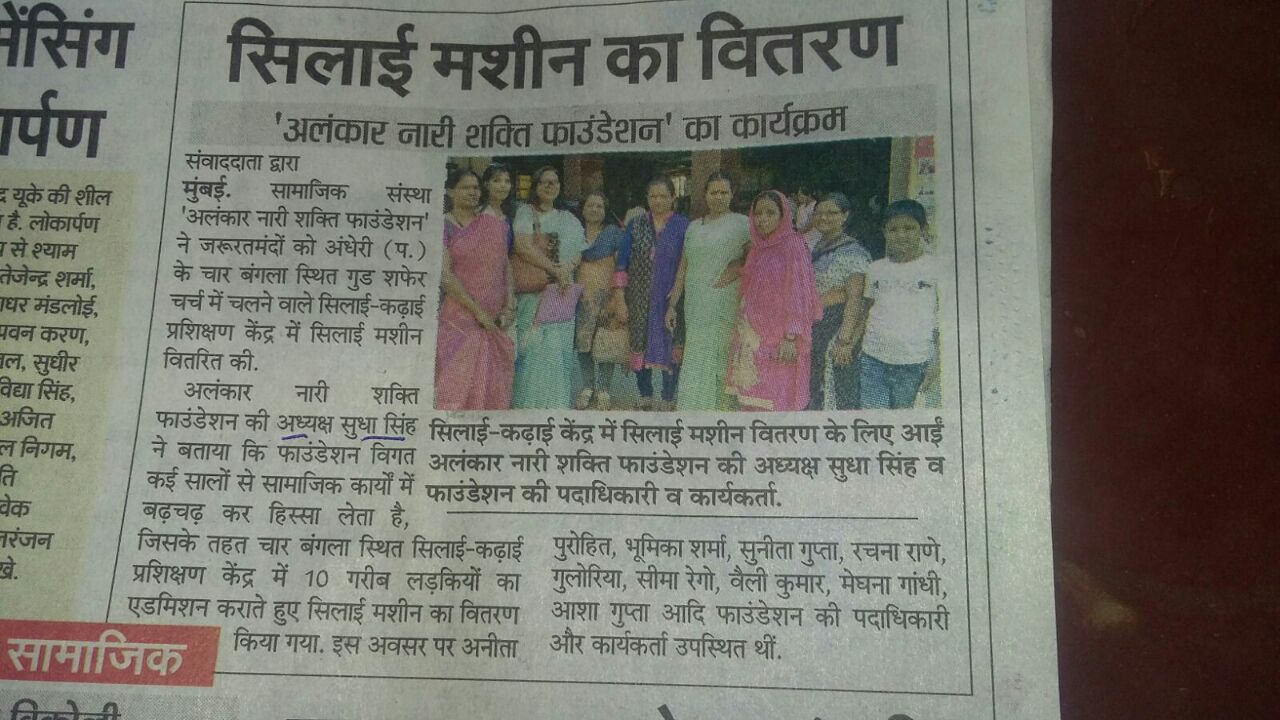 सिलाई मशीन का वितरण
'अलंकार नारी शक्ति फाउंडेशन' का कार्यक्रम
संवाददाता द्वारा
मुंबई. सामाजिक संस्था
'अलंकार नारी शक्ति फाउंडेशन'
ने जरूरतमंदों को अंधेरी (प.)
के चार बंगला स्थित गुड शफेर
चर्च में चलने वाले सिलाई-कढ़ाई
प्रशिक्षण केंद्र में सिलाई मशीन
वितरित की.
अलंकार नारी शक्ति
फाउंडेशन की अध्यक्ष सुधा सिंह
ने बताया कि फाउंडेशन विगत
कई सालों से सामाजिक कार्यों में
बढ़चढ़ कर हिस्सा लेता है,
जिसके तहत चार बंगला स्थित सिलाई-कढ़ाई
प्रशिक्षण केंद्र में 10 गरीब लड़कियों का
एडमिशन कराते हुए सिलाई मशीन का वितरण
किया गया. इस अवसर पर अनीता
सिलाई-कढ़ाई केंद्र में सिलाई मशीन वितरण के लिए आईं
अलंकार नारी शक्ति फाउंडेशन की अध्यक्ष सुधा सिंह व
फाउंडेशन की पदाधिकारी व कार्यकर्ता.
पुरोहित, भूमिका शर्मा, सुनीता गुप्ता, रचना राणे,
गुलोरिया, सीमा रेगो, वैली कुमार, मेघना गांधी,
आशा गुप्ता आदि फाउंडेशन की पदाधिकारी
और कार्यकर्ता उपस्थित थीं.
यूके की शील
है. लोकार्पण
से श्याम
तेजेन्द्र शर्मा,
मंडलोई,
करण,
सुधीर
विद्या सिंह,
अजित
निगम,
सामाजिक